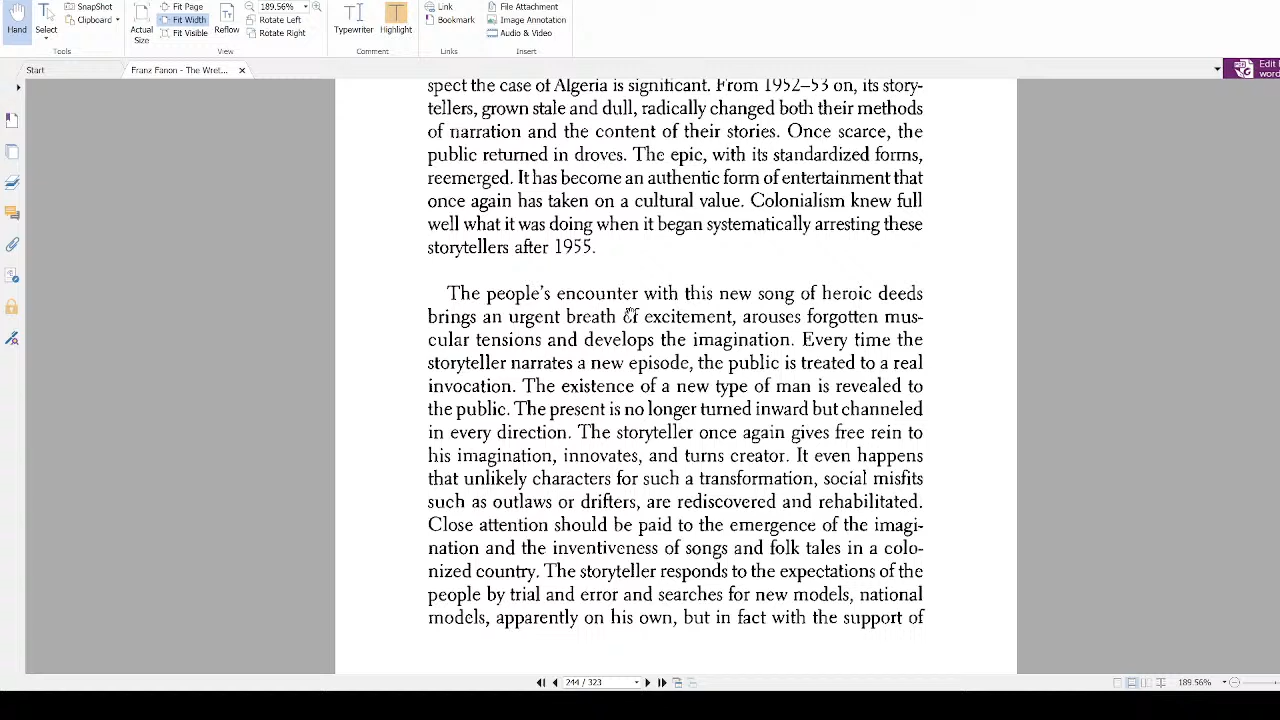 SnapShot
Fit Page
189.56%
Rotate Left
Link
File Attachment
Clipboard
Fit Width
Bookmark
Image Annotation
Hand
Select
Actual Size
Fit Visible
Reflow
Rotate Right
Typewriter
Highlight
Audio & Video
Tools
View
Comment
Links
Insert
Start
Franz Fanon - The Wret...
Edit
word
spect the case of Algeria is significant. From 1952–53 on, its story-
tellers, grown stale and dull, radically changed both their methods
of narration and the content of their stories. Once scarce, the
public returned in droves. The epic, with its standardized forms,
reemerged. It has become an authentic form of entertainment that
once again has taken on a cultural value. Colonialism knew full
well what it was doing when it began systematically arresting these
storytellers after 1955.
The people's encounter with this new song of heroic deeds
brings an urgent breath of excitement, arouses forgotten mus-
cular tensions and develops the imagination. Every time the
storyteller narrates a new episode, the public is treated to a real
invocation. The existence of a new type of man is revealed to
the public. The present is no longer turned inward but channeled
in every direction. The storyteller once again gives free rein to
his imagination, innovates, and turns creator. It even happens
that unlikely characters for such a transformation, social misfits
such as outlaws or drifters, are rediscovered and rehabilitated.
Close attention should be paid to the emergence of the imagi-
nation and the inventiveness of songs and folk tales in a colo-
nized country. The storyteller responds to the expectations of the
people by trial and error and searches for new models, national
models, apparently on his own, but in fact with the support of
244 / 323
189.56%